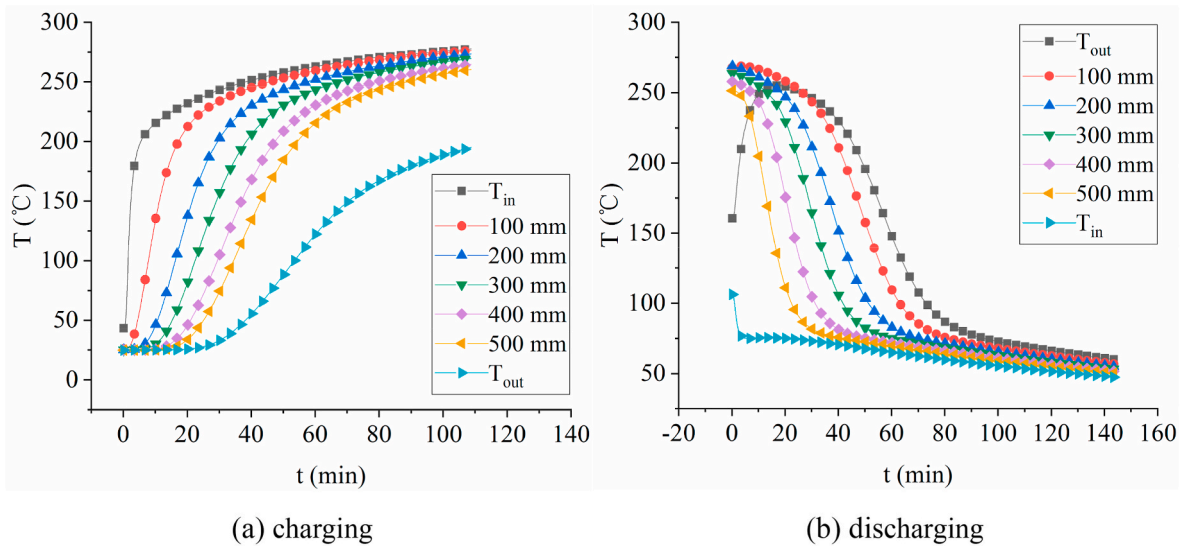 300
250
200
150
100
50
0
T (℃)
0 20 40 60 80 100 120 140
t (min)
T_in
100 mm
200 mm
300 mm
400 mm
500 mm
T_out
(a) charging
300
250
200
150
100
50
T (℃)
-20 0 20 40 60 80 100 120 140 160
t (min)
T_out
100 mm
200 mm
300 mm
400 mm
500 mm
T_in
(b) discharging